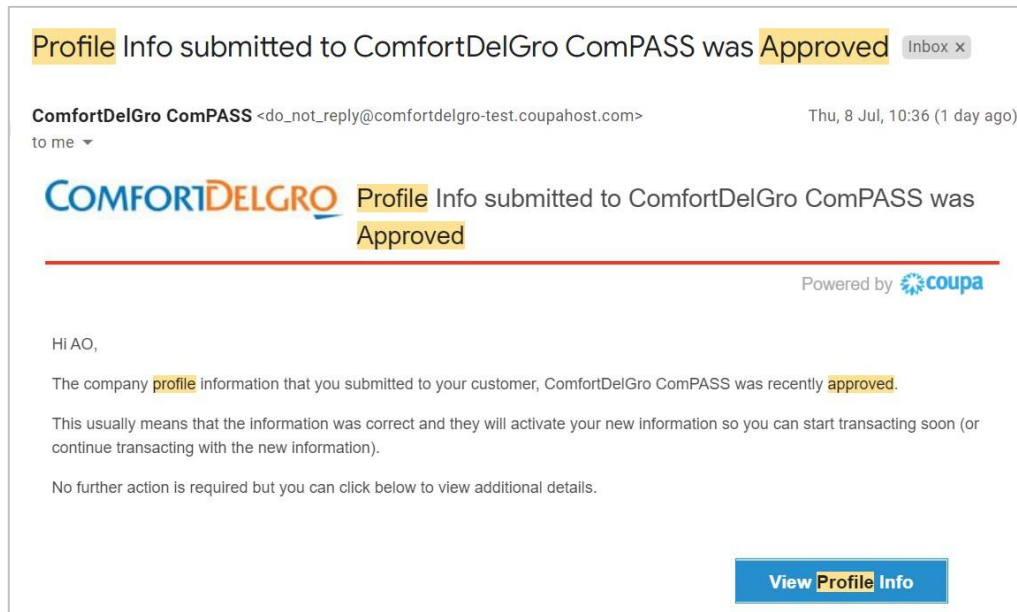 Profile Info submitted to ComfortDelGro ComPASS was Approved Inbox x
ComfortDelGro ComPASS <do_not_reply@comfortdelgro-test.coupahost.com> Thu, 8 Jul, 10:36 (1 day ago)
to me
COMFORTDELGRO Profile Info submitted to ComfortDelGro ComPASS was
Approved
Powered by coupa
Hi AO,
The company profile information that you submitted to your customer, ComfortDelGro ComPASS was recently approved.
This usually means that the information was correct and they will activate your new information so you can start transacting soon (or
continue transacting with the new information).
No further action is required but you can click below to view additional details.
View Profile Info